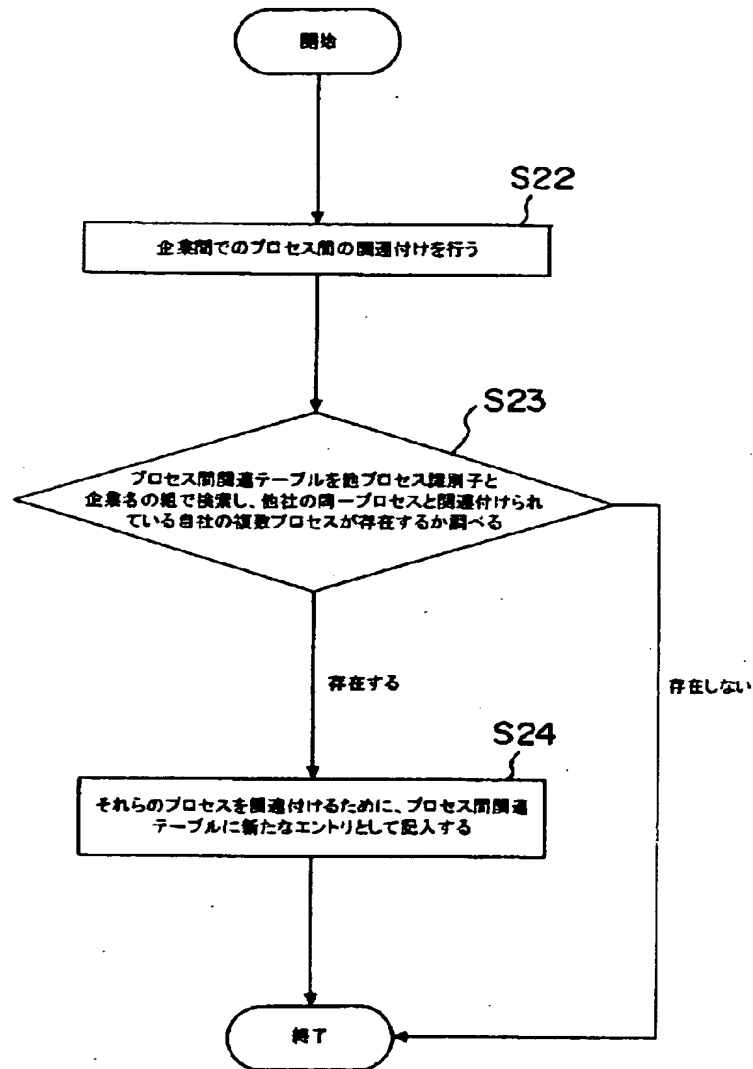 開始
S22
企業間でのプロセス間の関連付けを行う
S23
プロセス間関連テーブルを他プロセス識別子と
企業名の組で検索し、他社の同一プロセスと関連付けられ
ている自社の複数プロセスが存在するか調べる
存在する
存在しない
S24
それらのプロセスを関連付けるために、プロセス間関連
テーブルに新たなエントリとして記入する
終了